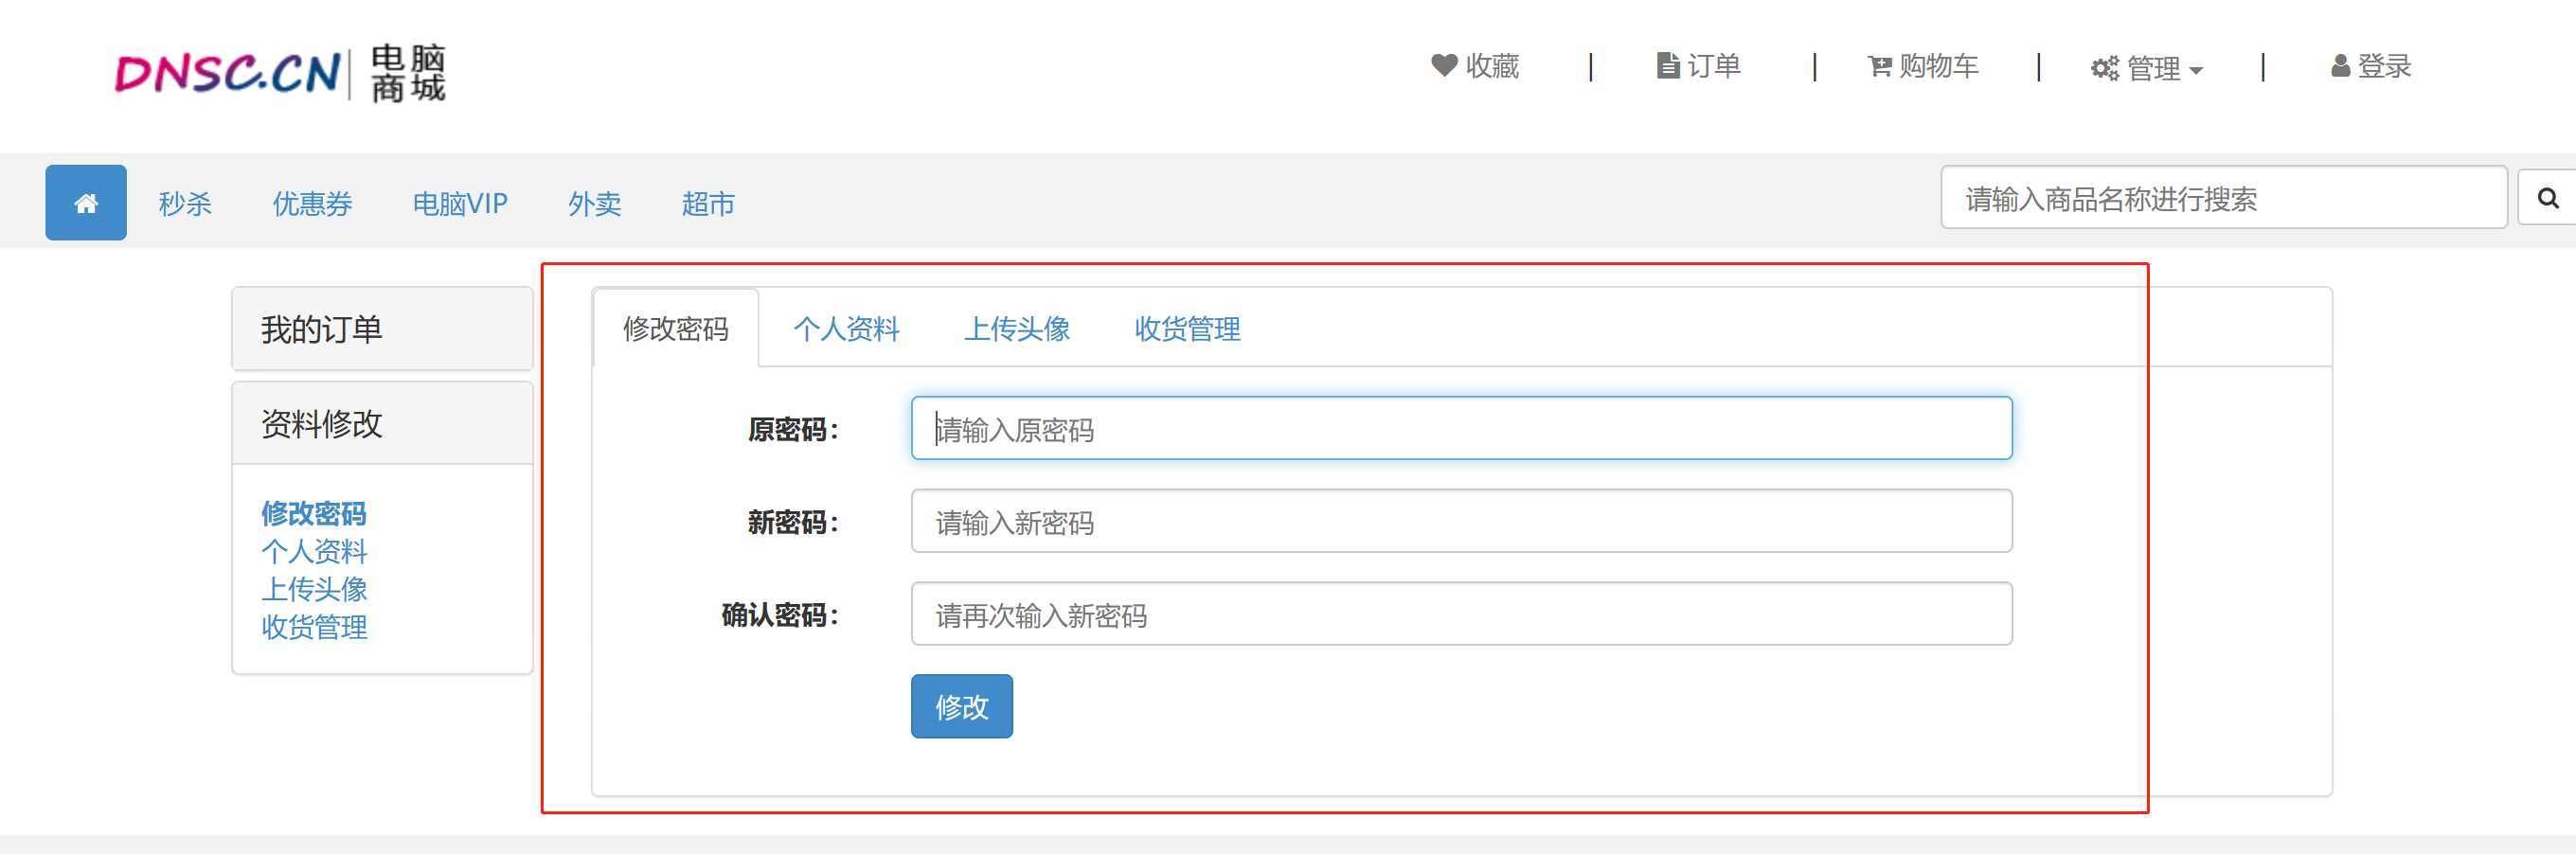 DNSC.CN 电脑商城
收藏 | 订单 | 购物车 | 管理 | 登录
秒杀 优惠券 电脑VIP 外卖 超市 请输入商品名称进行搜索
我的订单
资料修改
修改密码
个人资料
上传头像
收货管理
修改密码 个人资料 上传头像 收货管理
原密码： 请输入原密码
新密码： 请输入新密码
确认密码： 请再次输入新密码
修改